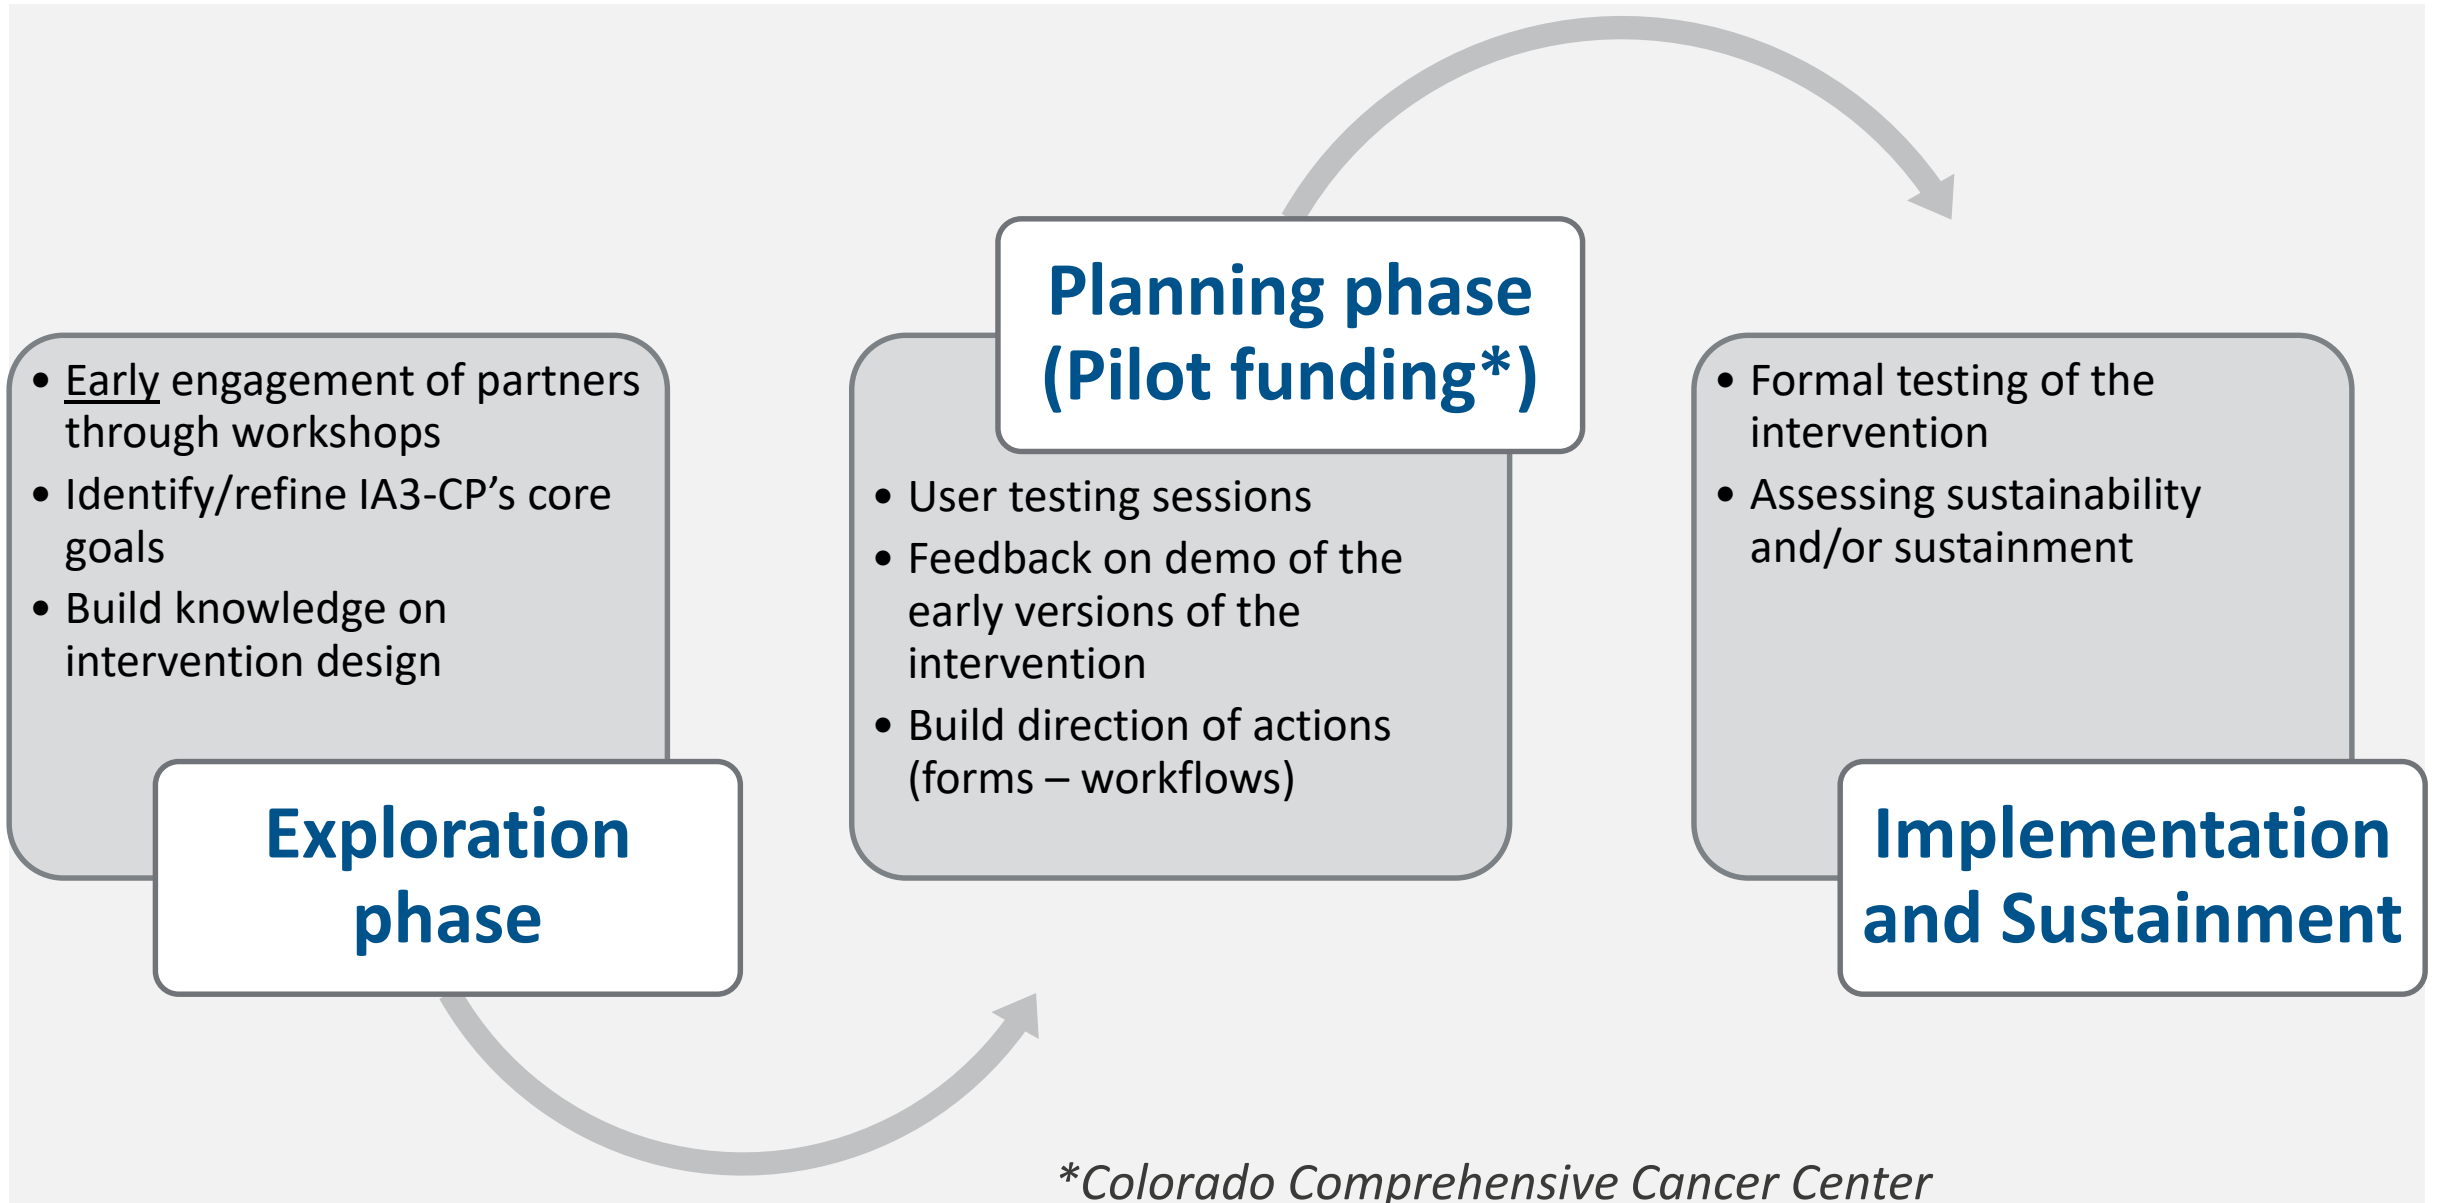 • Early engagement of partners
through workshops
• Identify/refine IA3-CP’s core
goals
• Build knowledge on
intervention design
Exploration
phase
Planning phase
(Pilot funding*)
• User testing sessions
• Feedback on demo of the
early versions of the
intervention
• Build direction of actions
(forms – workflows)
• Formal testing of the
intervention
• Assessing sustainability
and/or sustainment
Implementation
and Sustainment
*Colorado Comprehensive Cancer Center